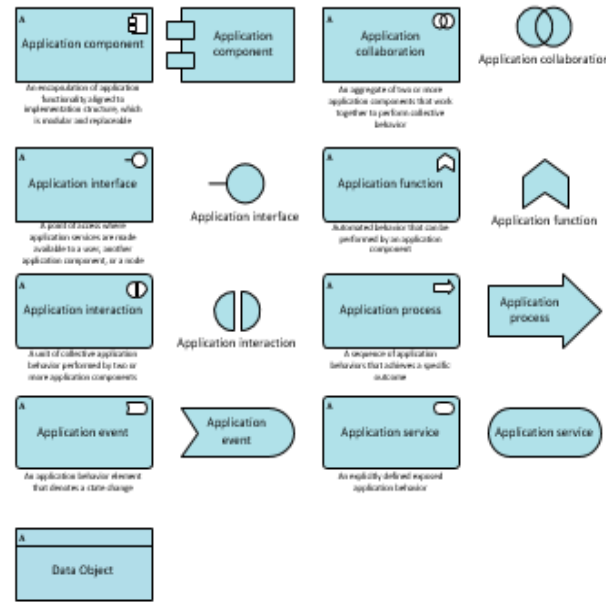 A
Application component
Application
component
An encapsulation of application
functionality aligned to
implementation structure, which
is modular and replaceable
A
Application
collaboration
Application collaboration
An aggregate of two or more
application components that work
together to perform collective
behavior
A
Application interface
Application interface
A point of access where
application services are made
available to a user, another
application component, or a node
A
Application function
Application function
Automated behavior that can be
performed by an application
component
A
Application interaction
Application interaction
A unit of collective application
behavior performed by two or
more application components
A
Application process
Application
process
A sequence of application
behaviors that achieves a specific
outcome
A
Application event
Application
event
An application behavior element
that denotes a state change
A
Application service
Application service
An explicitly defined exposed
application behavior
A
Data Object